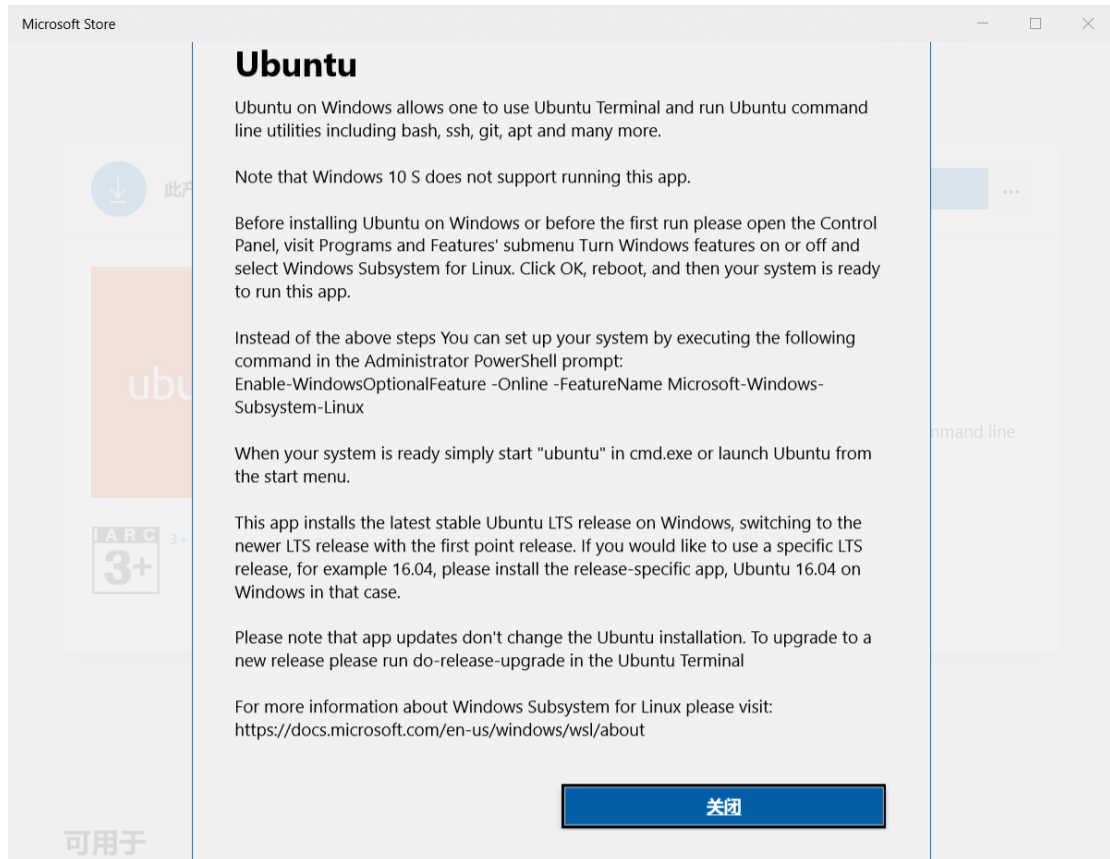 Microsoft Store
Ubuntu
Ubuntu on Windows allows one to use Ubuntu Terminal and run Ubuntu command
line utilities including bash, ssh, git, apt and many more.
Note that Windows 10 S does not support running this app.
此产
...
Before installing Ubuntu on Windows or before the first run please open the Control
Panel, visit Programs and Features' submenu Turn Windows features on or off and
select Windows Subsystem for Linux. Click OK, reboot, and then your system is ready
to run this app.
Instead of the above steps You can set up your system by executing the following
command in the Administrator PowerShell prompt:
Enable-WindowsOptionalFeature -Online -FeatureName Microsoft-Windows-
Subsystem-Linux
ubu
mmand line
When your system is ready simply start "ubuntu" in cmd.exe or launch Ubuntu from
the start menu.
This app installs the latest stable Ubuntu LTS release on Windows, switching to the
newer LTS release with the first point release. If you would like to use a specific LTS
release, for example 16.04, please install the release-specific app, Ubuntu 16.04 on
Windows in that case.
IARC
3+
3+
Please note that app updates don't change the Ubuntu installation. To upgrade to a
new release please run do-release-upgrade in the Ubuntu Terminal
For more information about Windows Subsystem for Linux please visit:
https://docs.microsoft.com/en-us/windows/wsl/about
关闭
可用于